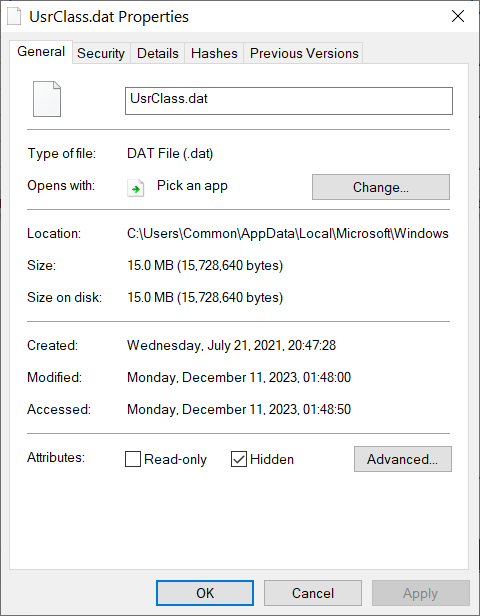 UsrClass.dat Properties
General Security Details Hashes Previous Versions
UsrClass.dat
Type of file: DAT File (.dat)
Opens with: Pick an app Change...
Location: C:\Users\Common\AppData\Local\Microsoft\Windows
Size: 15.0 MB (15,728,640 bytes)
Size on disk: 15.0 MB (15,728,640 bytes)
Created: Wednesday, July 21, 2021, 20:47:28
Modified: Monday, December 11, 2023, 01:48:00
Accessed: Monday, December 11, 2023, 01:48:50
Attributes: Read-only Hidden Advanced...
OK Cancel Apply